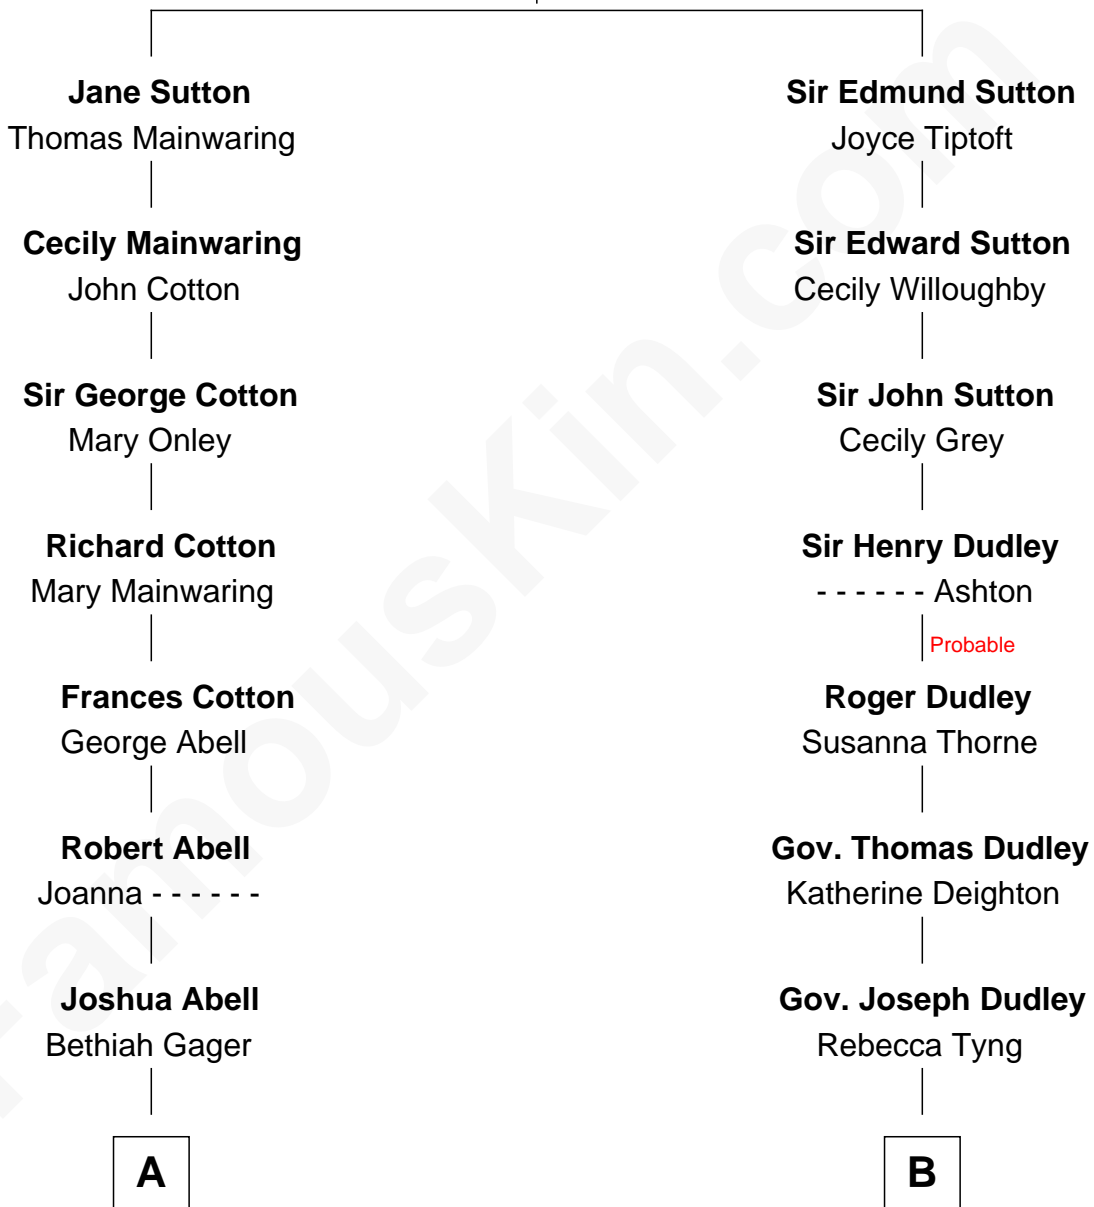 Jane Sutton
Thomas Mainwaring
Cecily Mainwaring
John Cotton
Sir George Cotton
Mary Onley
Richard Cotton
Mary Mainwaring
Frances Cotton
George Abell
Robert Abell
Joanna - - - - - -
Joshua Abell
Bethiah Gager
A
Sir Edmund Sutton
Joyce Tiptoft
Sir Edward Sutton
Cecily Willoughby
Sir John Sutton
Cecily Grey
Sir Henry Dudley
- - - - - - Ashton
Probable
Roger Dudley
Susanna Thorne
Gov. Thomas Dudley
Katherine Deighton
Gov. Joseph Dudley
Rebecca Tyng
B
FamousKin.com